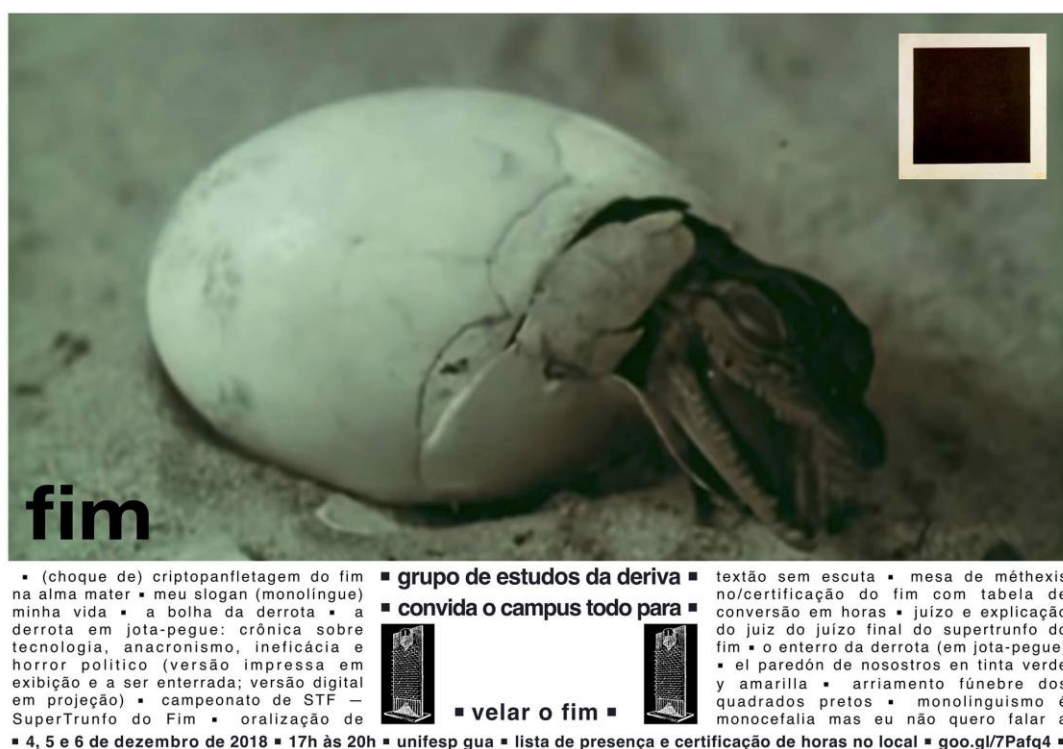 fim
▪ (choque de) criptopanfletagem do fim
na alma mater ▪ meu slogan (monolíngue)
minha vida ▪ a bolha da derrota ▪ a
derrota em jota-pegue: crônica sobre
tecnologia, anacronismo, ineficácia e
horror politico (versão impressa em
exibição e a ser enterrada; versão digital
em projeção) ▪ campeonato de STF —
SuperTrunfo do Fim ▪ oralização de
▪ grupo de estudos da deriva ▪
▪ convida o campus todo para ▪
▪ velar o fim ▪
textão sem escuta ▪ mesa de méthexis
no/certificação do fim com tabela de
conversão em horas ▪ juízo e explicação
do juiz do juízo final do supertrunfo do
fim ▪ o enterro da derrota (em jota-pegue)
▪ el paredón de nosostros en tinta verde
y amarilla ▪ arriamento fúnebre dos
quadrados pretos ▪ monolinguismo é
monocefalia mas eu não quero falar a
▪ 4, 5 e 6 de dezembro de 2018 ▪ 17h às 20h ▪ unifesp gua ▪ lista de presença e certificação de horas no local ▪ goo.gl/7Pafq4